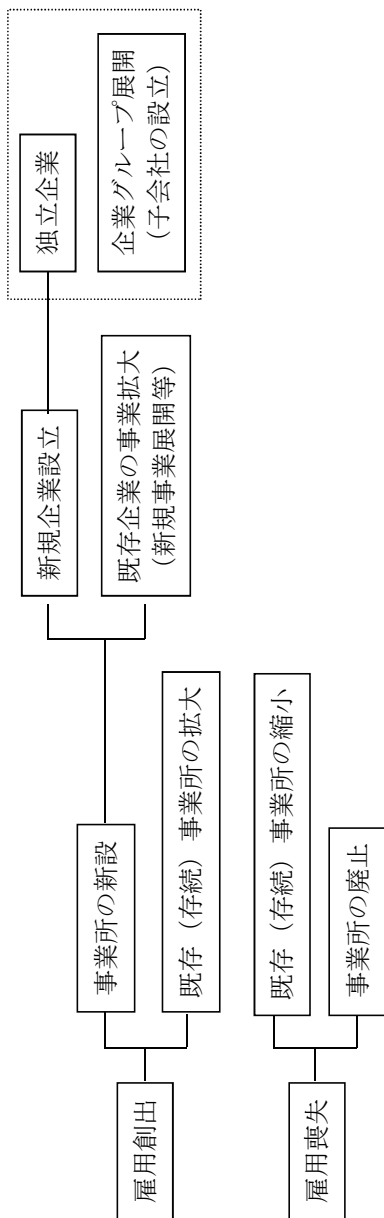 雇用創出
事業所の新設
新規企業設立
独立企業
企業グループ展開
(子会社の設立)
既存企業の事業拡大
(新規事業展開等)
既存(存続)事業所の拡大
雇用喪失
既存(存続)事業所の縮小
事業所の廃止